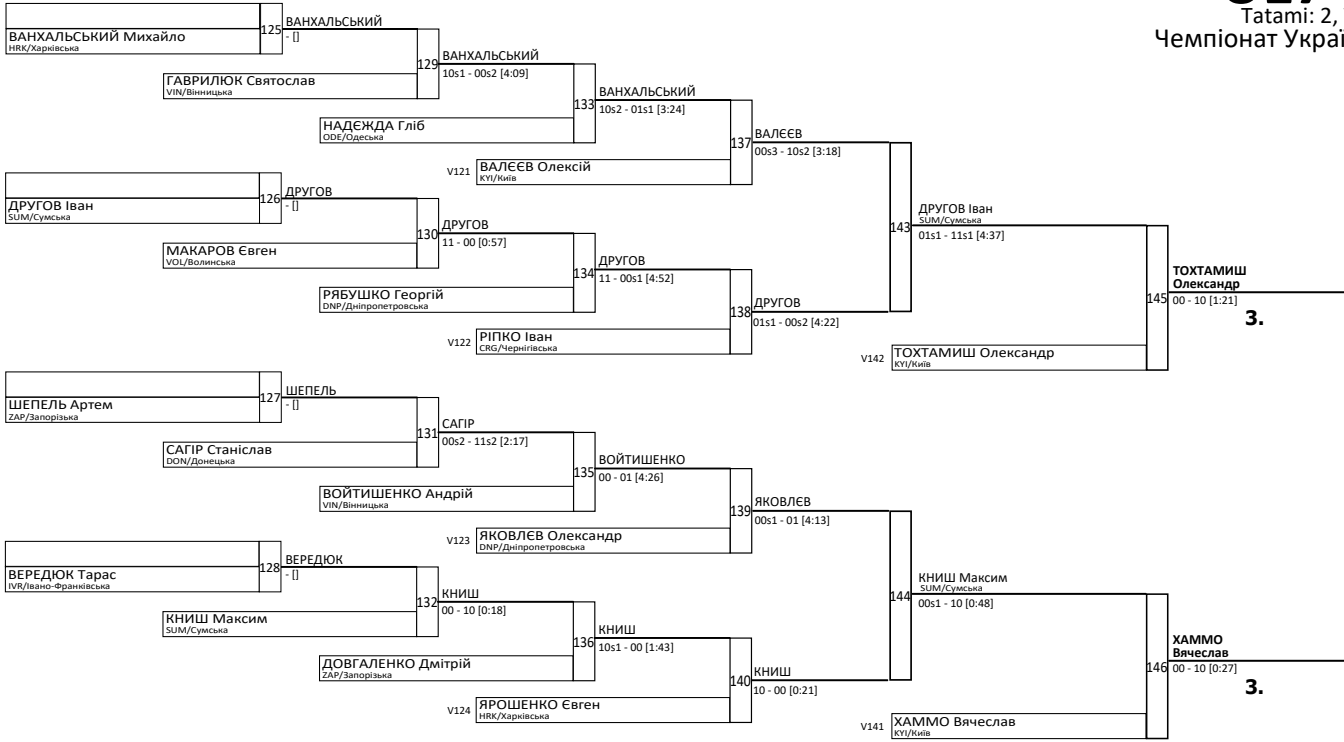 Tatami: 2,
Чемпіонат Украї
125
ВАНХАЛЬСЬКИЙ
- []
ВАНХАЛЬСЬКИЙ Михайло
HRK/Харківська
129
ВАНХАЛЬСЬКИЙ
10s1 - 00s2 [4:09]
ГАВРИЛЮК Святослав
VIN/Вінницька
133
ВАНХАЛЬСЬКИЙ
10s2 - 01s1 [3:24]
НАДЄЖДА Гліб
ODE/Одеська
137
ВАЛЄЄВ
00s3 - 10s2 [3:18]
V121
ВАЛЄЄВ Олексій
KYI/Київ
126
ДРУГОВ
- []
ДРУГОВ Іван
SUM/Сумська
130
ДРУГОВ
11 - 00 [0:57]
МАКАРОВ Євген
VOL/Волинська
134
ДРУГОВ
11 - 00s1 [4:52]
РЯБУШКО Георгій
DNP/Дніпропетровська
138
ДРУГОВ
01s1 - 00s2 [4:22]
V122
РІПКО Іван
CRG/Чернігівська
143
ДРУГОВ Іван
SUM/Сумська
01s1 - 11s1 [4:37]
145
ТОХТАМИШ
Олександр
00 - 10 [1:21]
3.
V142
ТОХТАМИШ Олександр
KYI/Київ
127
ШЕПЕЛЬ
- []
ШЕПЕЛЬ Артем
ZAP/Запорізька
131
САГІР
00s2 - 11s2 [2:17]
САГІР Станіслав
DON/Донецька
135
ВОЙТИШЕНКО
00 - 01 [4:26]
ВОЙТИШЕНКО Андрій
VIN/Вінницька
139
ЯКОВЛЄВ
00s1 - 01 [4:13]
V123
ЯКОВЛЄВ Олександр
DNP/Дніпропетровська
128
ВЕРЕДЮК
- []
ВЕРЕДЮК Тарас
IVR/Івано-Франківська
132
КНИШ
00 - 10 [0:18]
КНИШ Максим
SUM/Сумська
136
КНИШ
10s1 - 00 [1:43]
ДОВГАЛЕНКО Дмітрій
ZAP/Запорізька
140
КНИШ
10 - 00 [0:21]
V124
ЯРОШЕНКО Євген
HRK/Харківська
144
КНИШ Максим
SUM/Сумська
00s1 - 10 [0:48]
146
ХАММО
Вячеслав
00 - 10 [0:27]
3.
V141
ХАММО Вячеслав
KYI/Київ